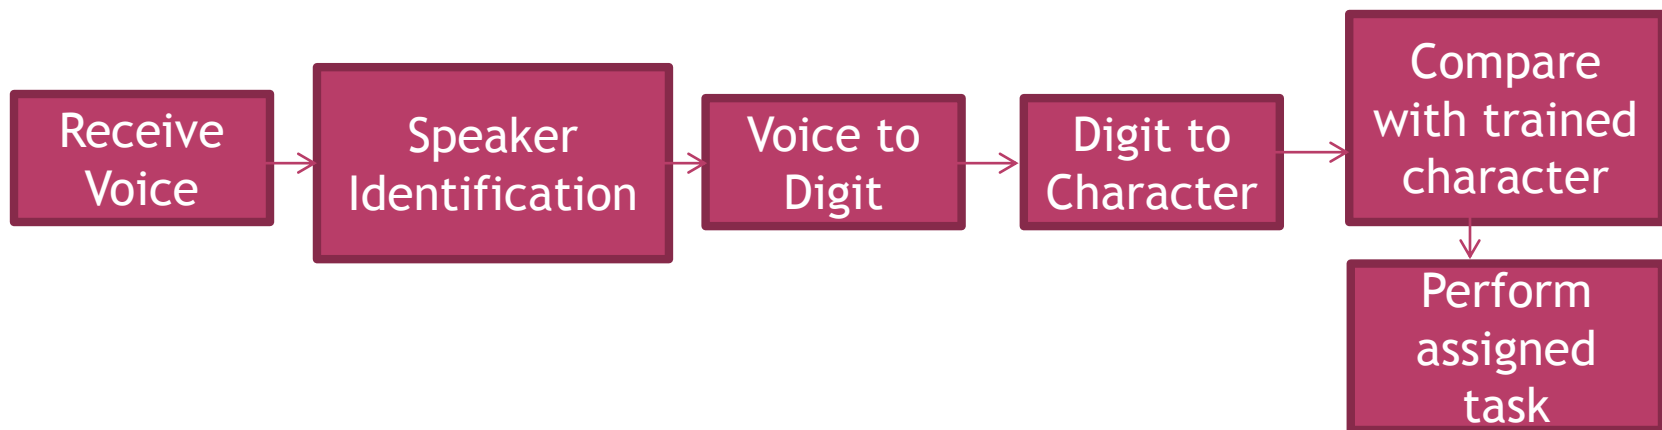 Receive
Voice
Speaker
Identification
Voice to
Digit
Digit to
Character
Compare
with trained
character
Perform
assigned
task